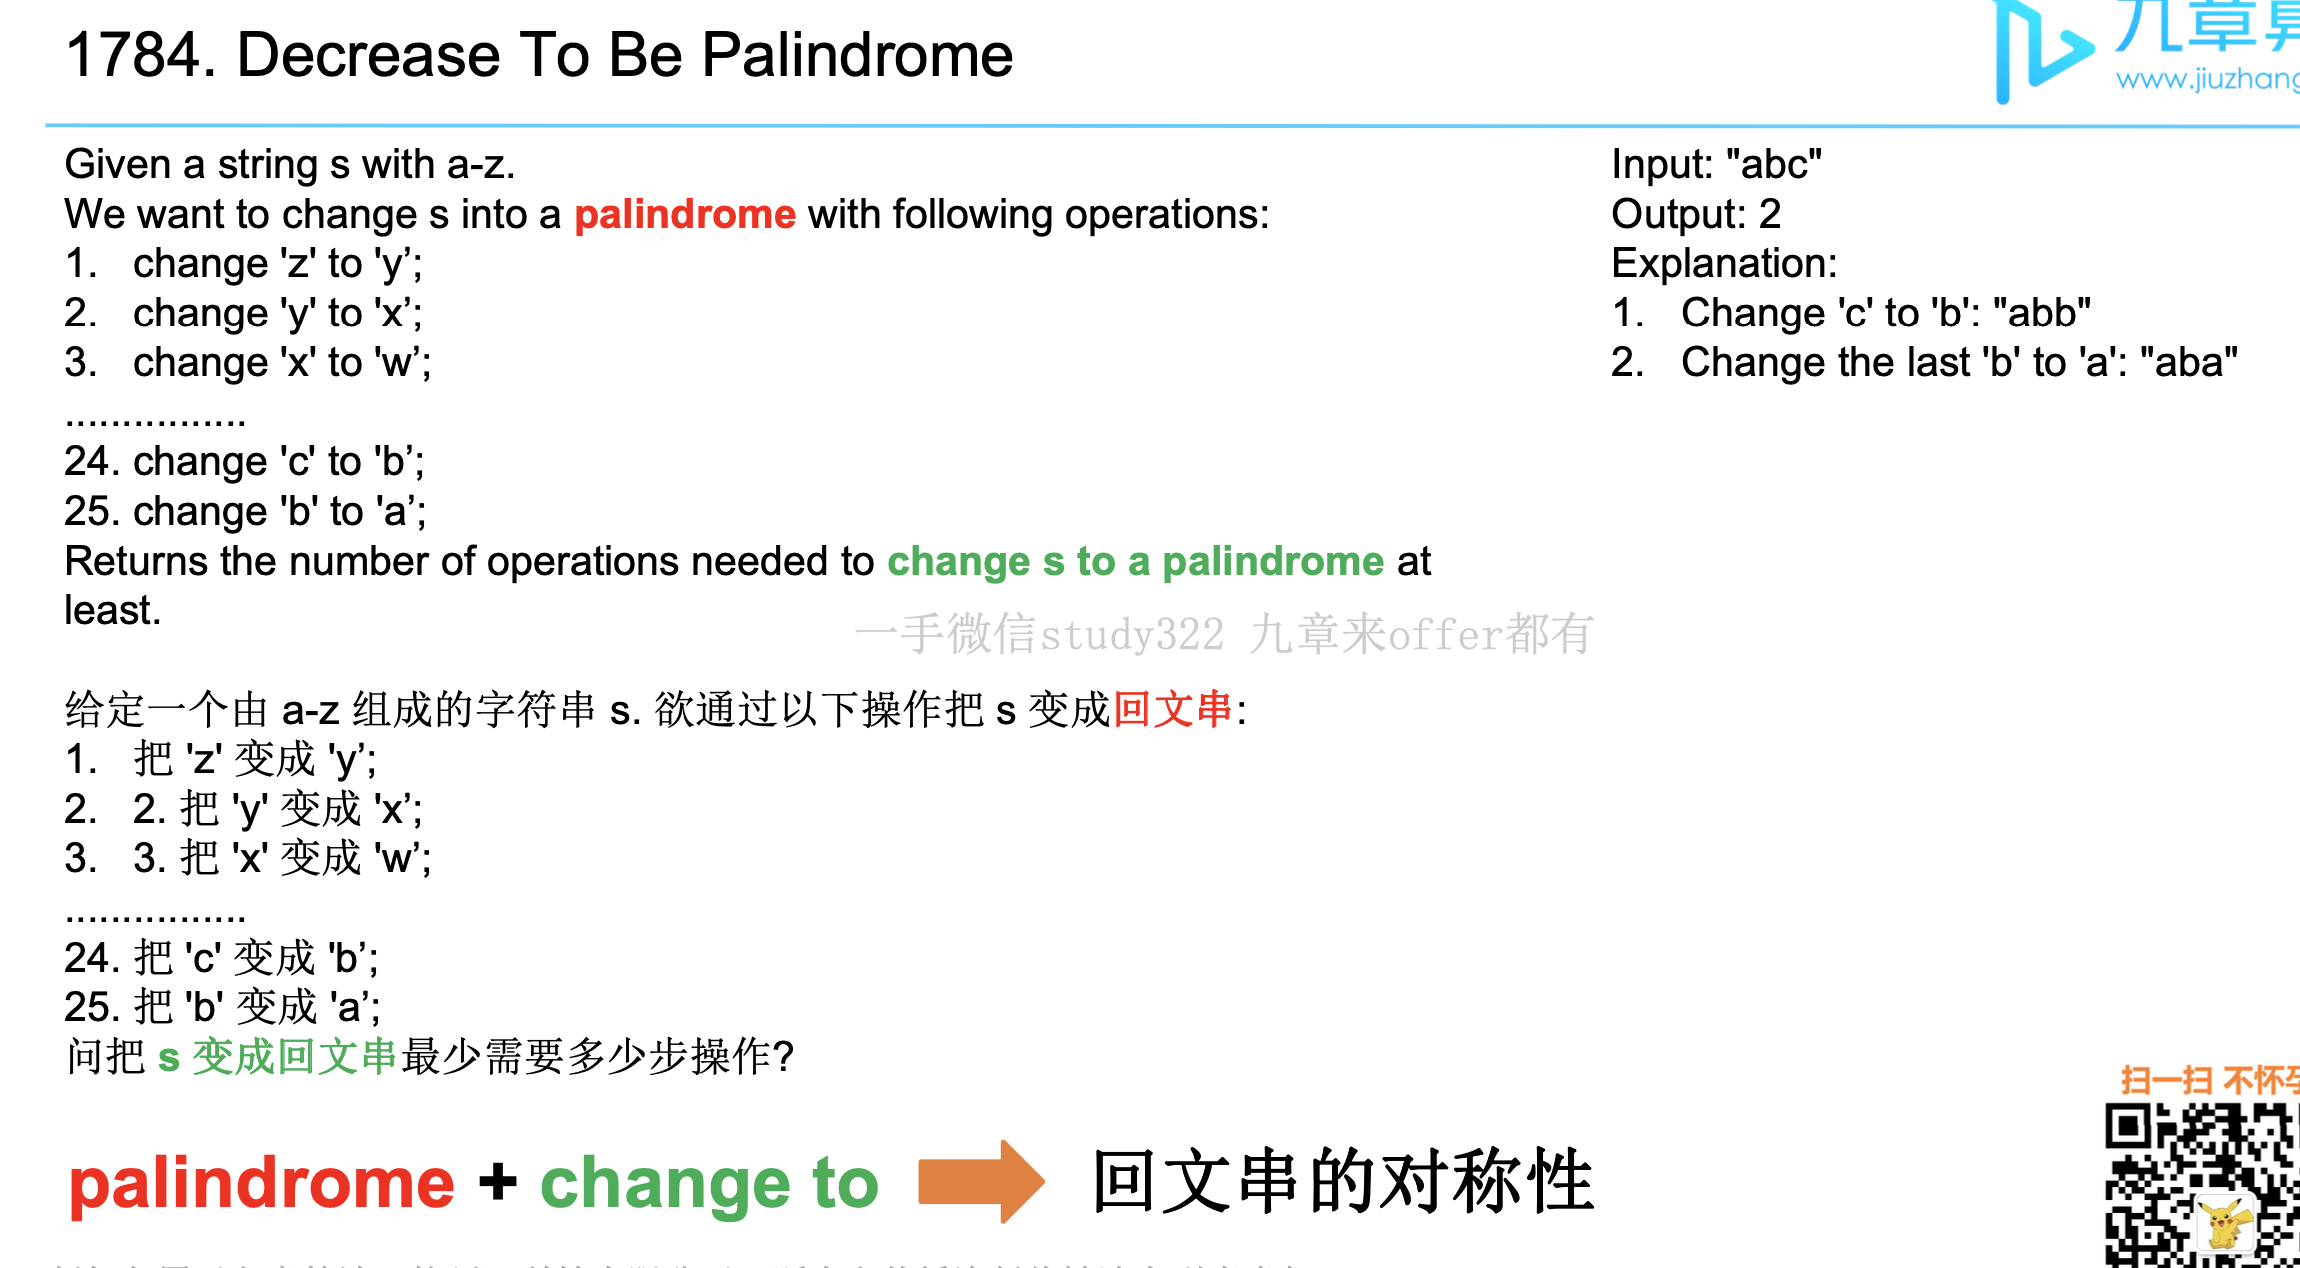 1784. Decrease To Be Palindrome
九章
www.jiuzhang
Given a string s with a-z.
We want to change s into a palindrome with following operations:
1. change 'z' to 'y’;
2. change 'y' to 'x’;
3. change 'x' to 'w’;
................
24. change 'c' to 'b’;
25. change 'b' to 'a’;
Returns the number of operations needed to change s to a palindrome at
least.
Input: "abc"
Output: 2
Explanation:
1. Change 'c' to 'b': "abb"
2. Change the last 'b' to 'a': "aba"
一手微信study322 九章来offer都有
给定一个由 a-z 组成的字符串 s. 欲通过以下操作把 s 变成回文串:
1. 把 'z' 变成 'y’;
2. 2. 把 'y' 变成 'x’;
3. 3. 把 'x' 变成 'w’;
................
24. 把 'c' 变成 'b’;
25. 把 'b' 变成 'a’;
问把 s 变成回文串最少需要多少步操作?
扫一扫 不怀孕
palindrome + change to 回文串的对称性